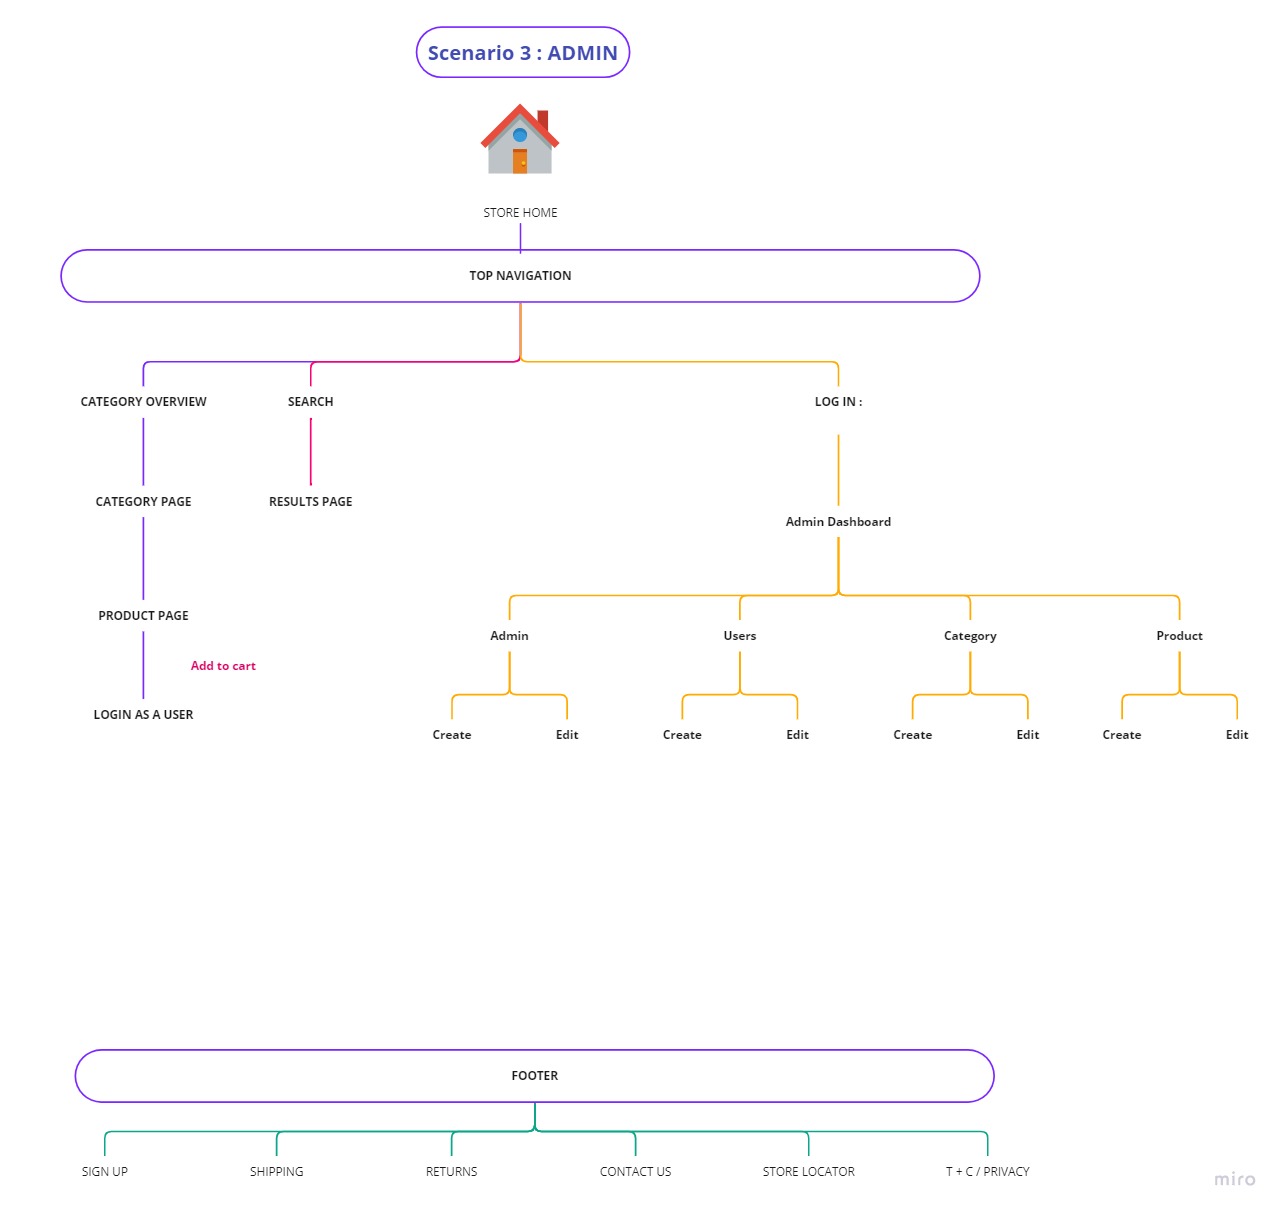 Scenario 3 : ADMIN
STORE HOME
TOP NAVIGATION
CATEGORY OVERVIEW
SEARCH
LOG IN :
CATEGORY PAGE
RESULTS PAGE
Admin Dashboard
PRODUCT PAGE
Admin
Users
Category
Product
Add to cart
LOGIN AS A USER
Create
Edit
Create
Edit
Create
Edit
Create
Edit
FOOTER
SIGN UP
SHIPPING
RETURNS
CONTACT US
STORE LOCATOR
T + C / PRIVACY
miro